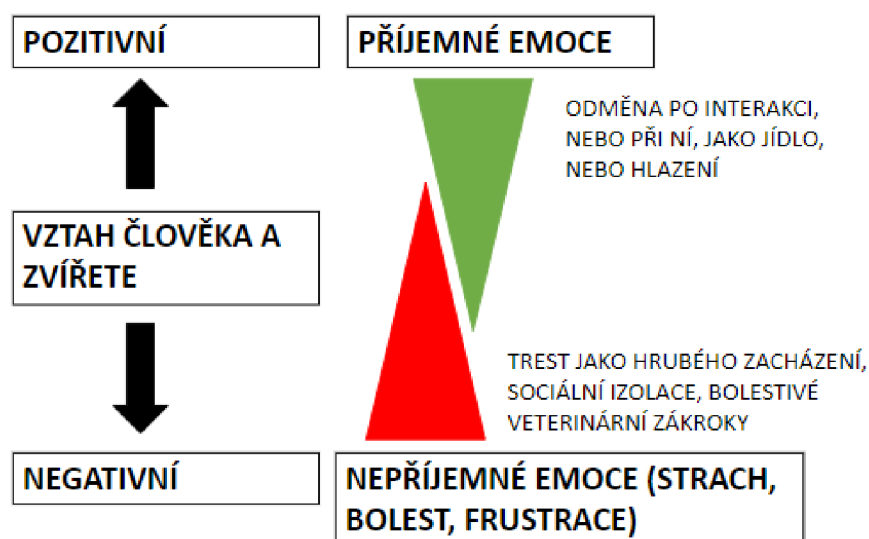 POZITIVNÍ
PŘÍJEMNÉ EMOCE
ODMĚNA PO INTERAKCI,
NEBO PŘI NÍ, JAKO JÍDLO,
NEBO HLAZENÍ
VZTAH ČLOVĚKA A
ZVÍŘETE
TREST JAKO HRUBÉHO ZACHÁZENÍ,
SOCIÁLNÍ IZOLACE, BOLESTIVÉ
VETERINÁRNÍ ZÁKROKY
NEGATIVNÍ
NEPŘÍJEMNÉ EMOCE (STRACH,
BOLEST, FRUSTRACE)